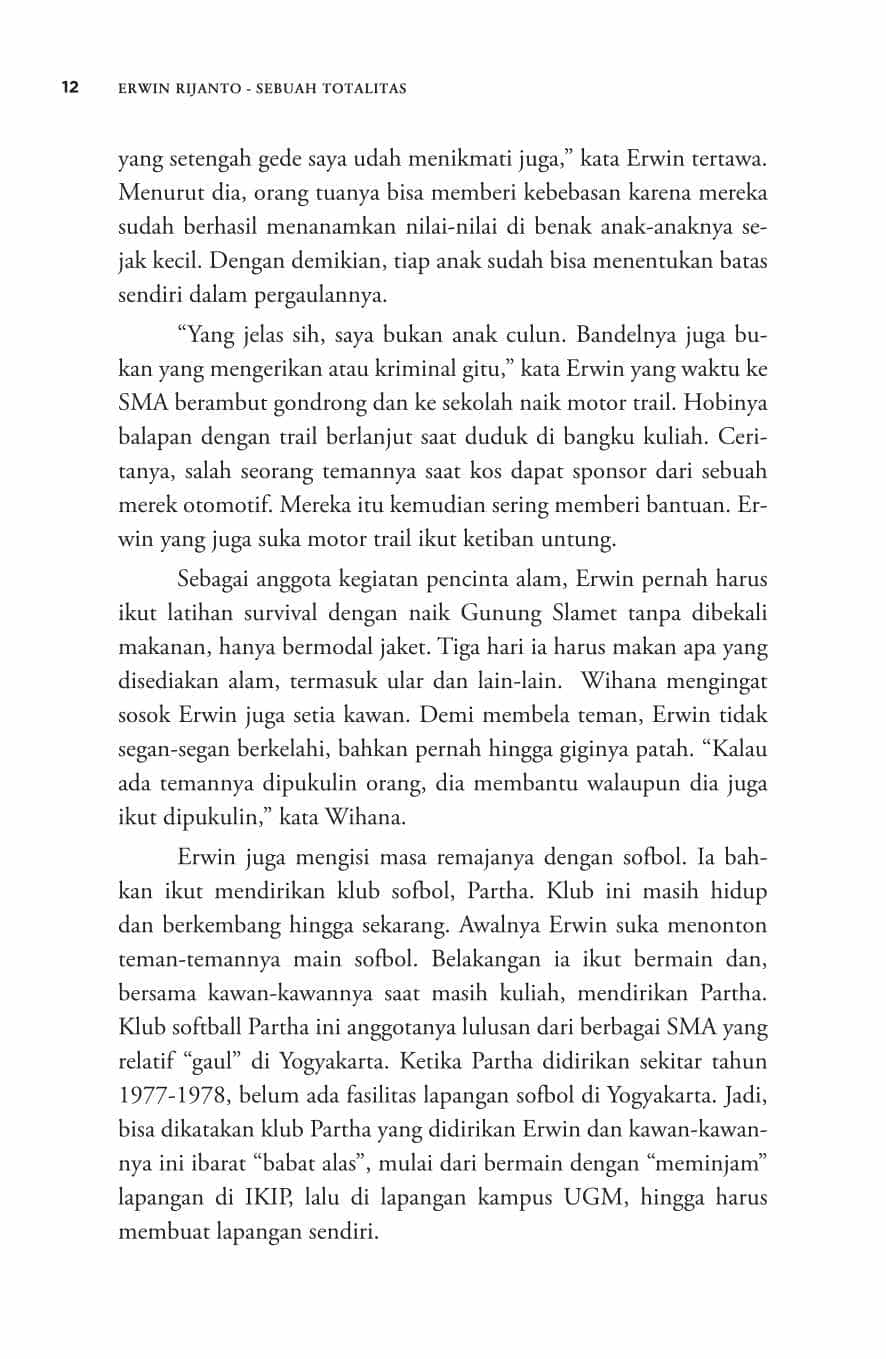 12 ERWIN RIJANTO - SEBUAH TOTALITAS
yang setengah gede saya udah menikmati juga,” kata Erwin tertawa.
Menurut dia, orang tuanya bisa memberi kebebasan karena mereka
sudah berhasil menanamkan nilai-nilai di benak anak-anaknya se-
jak kecil. Dengan demikian, tiap anak sudah bisa menentukan batas
sendiri dalam pergaulannya.
“Yang jelas sih, saya bukan anak culun. Bandelnya juga bu-
kan yang mengerikan atau kriminal gitu,” kata Erwin yang waktu ke
SMA berambut gondrong dan ke sekolah naik motor trail. Hobinya
balapan dengan trail berlanjut saat duduk di bangku kuliah. Ceri-
tanya, salah seorang temannya saat kos dapat sponsor dari sebuah
merek otomotif. Mereka itu kemudian sering memberi bantuan. Er-
win yang juga suka motor trail ikut ketiban untung.
Sebagai anggota kegiatan pencinta alam, Erwin pernah harus
ikut latihan survival dengan naik Gunung Slamet tanpa dibekali
makanan, hanya bermodal jaket. Tiga hari ia harus makan apa yang
disediakan alam, termasuk ular dan lain-lain.  Wihana mengingat
sosok Erwin juga setia kawan. Demi membela teman, Erwin tidak
segan-segan berkelahi, bahkan pernah hingga giginya patah. “Kalau
ada temannya dipukulin orang, dia membantu walaupun dia juga
ikut dipukulin,” kata Wihana.
Erwin juga mengisi masa remajanya dengan sofbol. Ia bah-
kan ikut mendirikan klub sofbol, Partha. Klub ini masih hidup
dan berkembang hingga sekarang. Awalnya Erwin suka menonton
teman-temannya main sofbol. Belakangan ia ikut bermain dan,
bersama kawan-kawannya saat masih kuliah, mendirikan Partha.
Klub softball Partha ini anggotanya lulusan dari berbagai SMA yang
relatif “gaul” di Yogyakarta. Ketika Partha didirikan sekitar tahun
1977-1978, belum ada fasilitas lapangan sofbol di Yogyakarta. Jadi,
bisa dikatakan klub Partha yang didirikan Erwin dan kawan-kawan-
nya ini ibarat “babat alas”, mulai dari bermain dengan “meminjam”
lapangan di IKIP, lalu di lapangan kampus UGM, hingga harus
membuat lapangan sendiri.